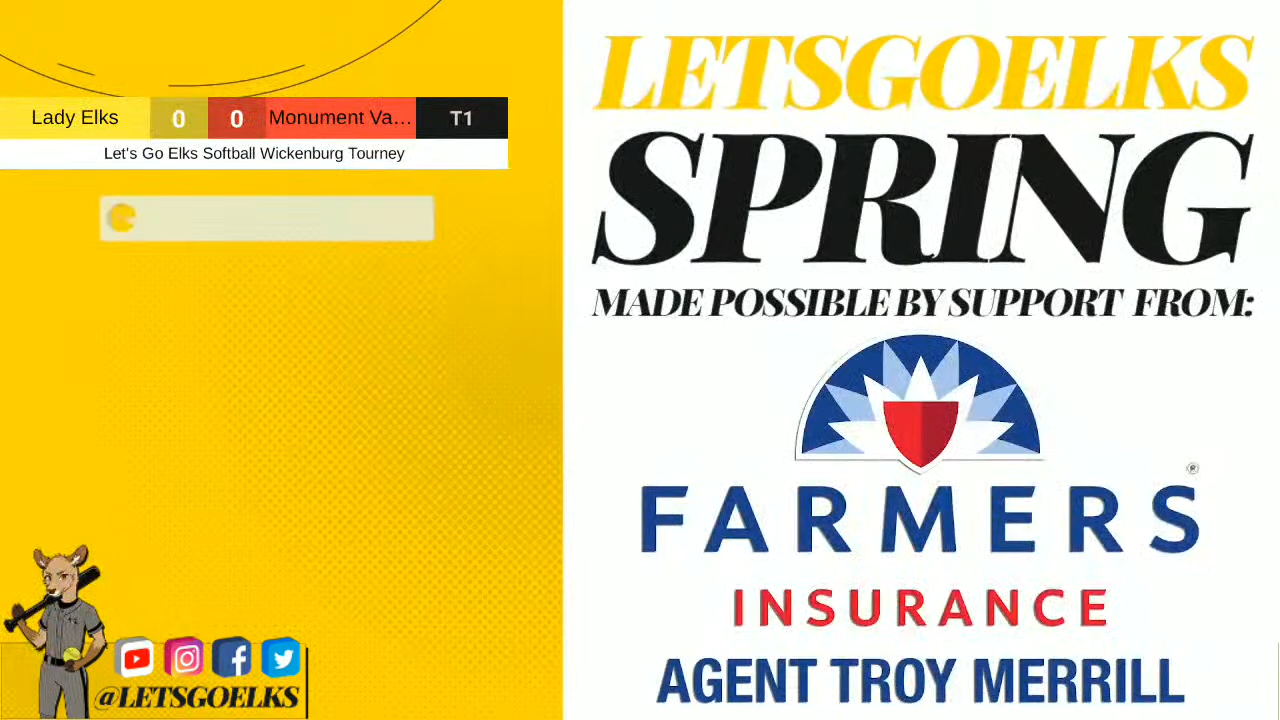 Lady Elks 0 0 Monument Va... T1
Let's Go Elks Softball Wickenburg Tourney
@LETSGOELKS
LETSGOELKS
SPRING
MADE POSSIBLE BY SUPPORT FROM:
FARMERS®
INSURANCE
AGENT TROY MERRILL